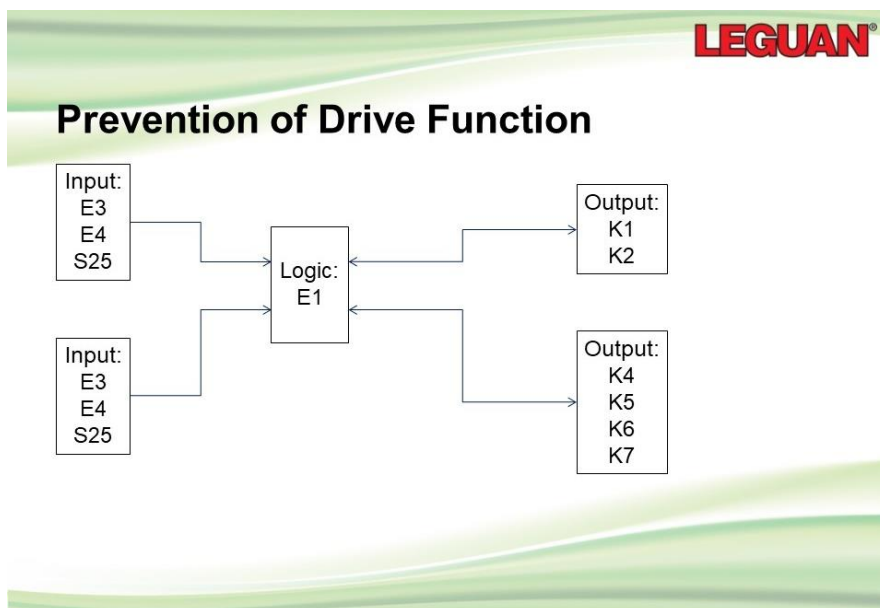 LEGUAN®
Prevention of Drive Function
Input:
E3
E4
S25
Input:
E3
E4
S25
Logic:
E1
Output:
K1
K2
Output:
K4
K5
K6
K7